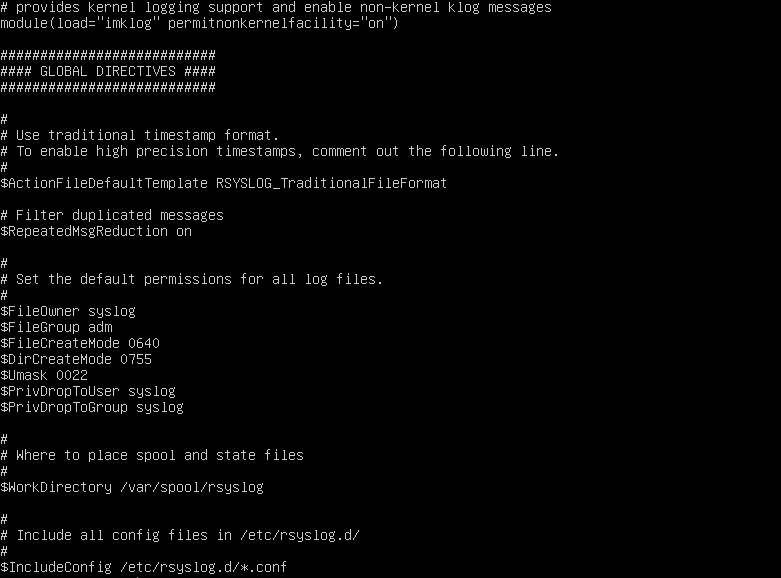 # provides kernel logging support and enable non-kernel klog messages
module(load="imklog" permitnonkernelfacility="on")
###########################
#### GLOBAL DIRECTIVES ####
###########################
#
# Use traditional timestamp format.
# To enable high precision timestamps, comment out the following line.
#
$ActionFileDefaultTemplate RSYSLOG_TraditionalFileFormat
# Filter duplicated messages
$RepeatedMsgReduction on
#
# Set the default permissions for all log files.
#
$FileOwner syslog
$FileGroup adm
$FileCreateMode 0640
$DirCreateMode 0755
$Umask 0022
$PrivDropToUser syslog
$PrivDropToGroup syslog
#
# Where to place spool and state files
#
$WorkDirectory /var/spool/rsyslog
#
# Include all config files in /etc/rsyslog.d/
#
$IncludeConfig /etc/rsyslog.d/*.conf